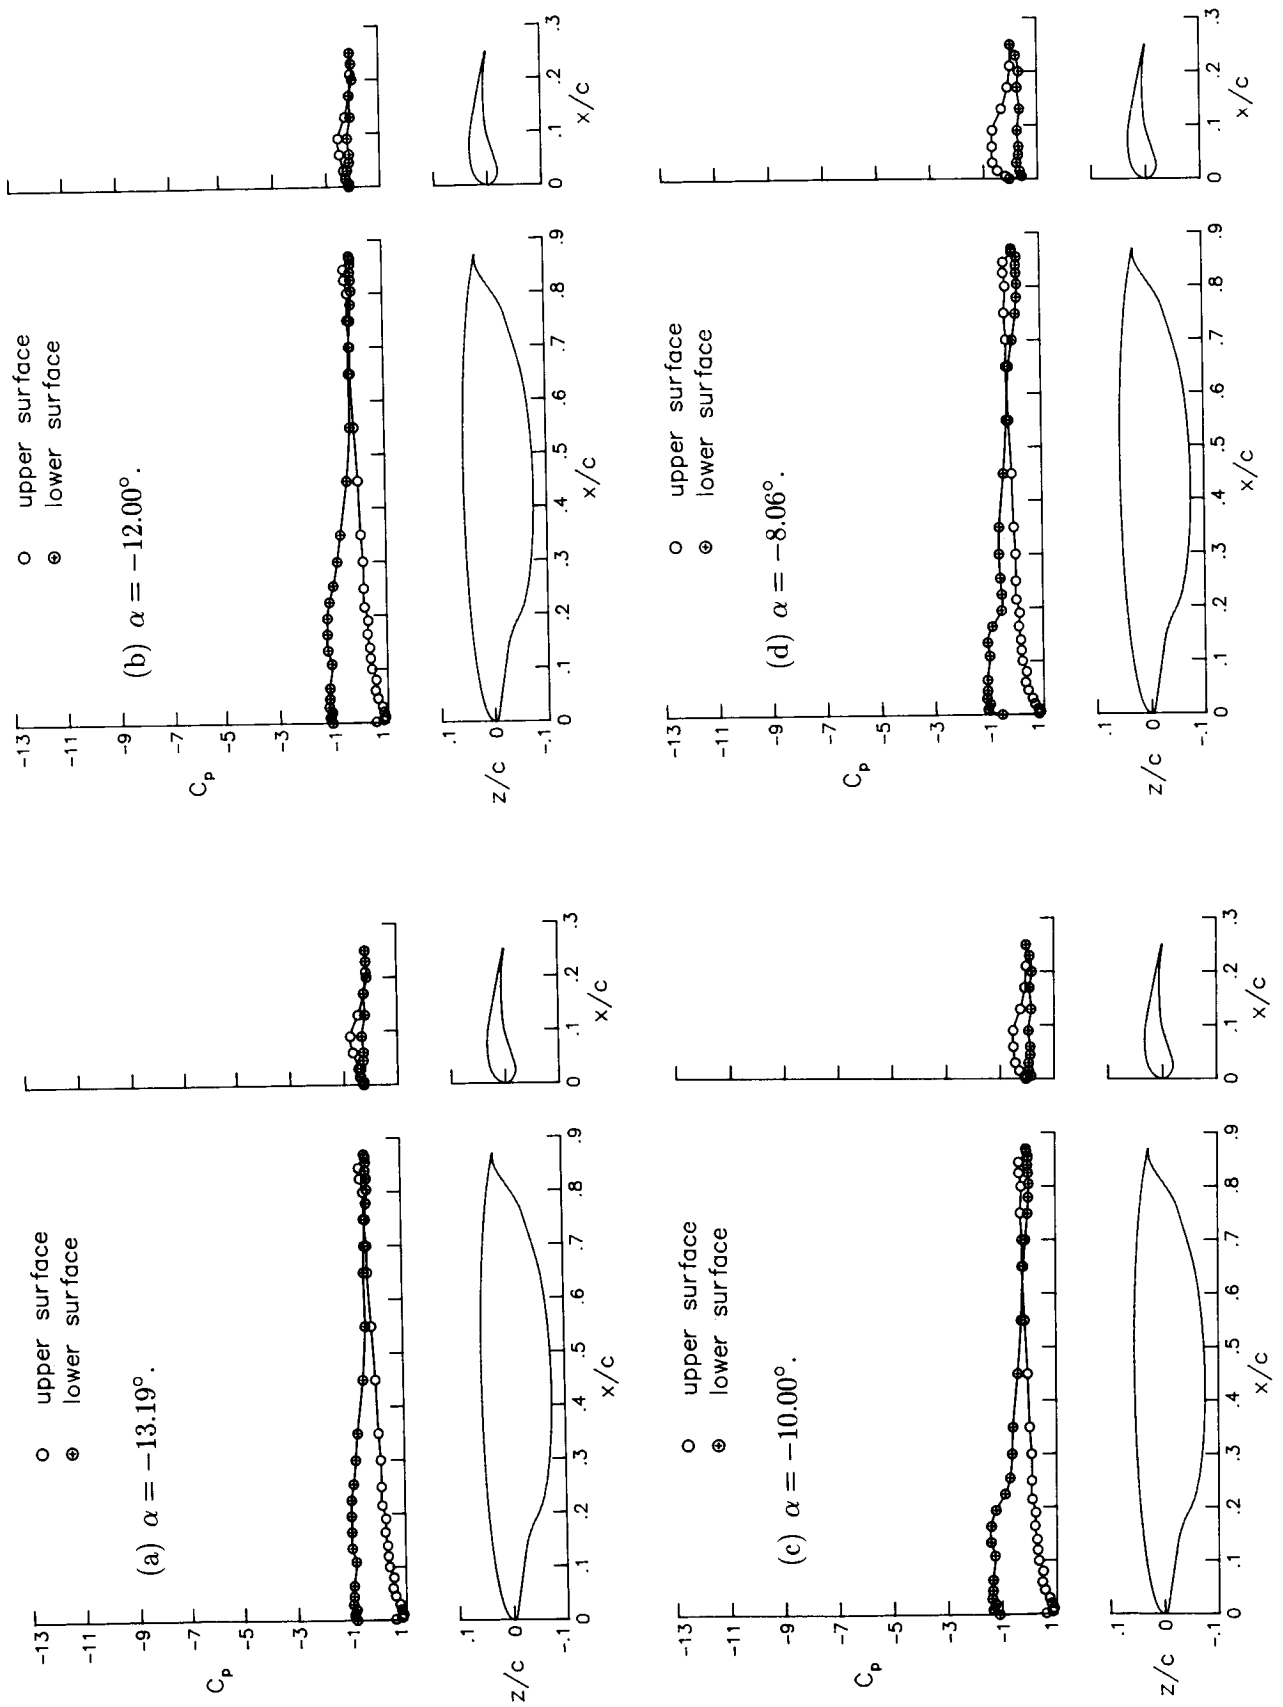 -13
-11
-9
-7
-5
-3
-1
1
Cp
○ upper surface
⊕ lower surface
(a) α = −13.19°.
.1
0
-.1
z/c
0 .1 .2 .3 .4 .5 .6 .7 .8 .9
x/c
0 .1 .2 .3
x/c
-13
-11
-9
-7
-5
-3
-1
1
Cp
○ upper surface
⊕ lower surface
(b) α = −12.00°.
.1
0
-.1
z/c
0 .1 .2 .3 .4 .5 .6 .7 .8 .9
x/c
0 .1 .2 .3
x/c
-13
-11
-9
-7
-5
-3
-1
1
Cp
○ upper surface
⊕ lower surface
(c) α = −10.00°.
.1
0
-.1
z/c
0 .1 .2 .3 .4 .5 .6 .7 .8 .9
x/c
0 .1 .2 .3
x/c
-13
-11
-9
-7
-5
-3
-1
1
Cp
○ upper surface
⊕ lower surface
(d) α = −8.06°.
.1
0
-.1
z/c
0 .1 .2 .3 .4 .5 .6 .7 .8 .9
x/c
0 .1 .2 .3
x/c